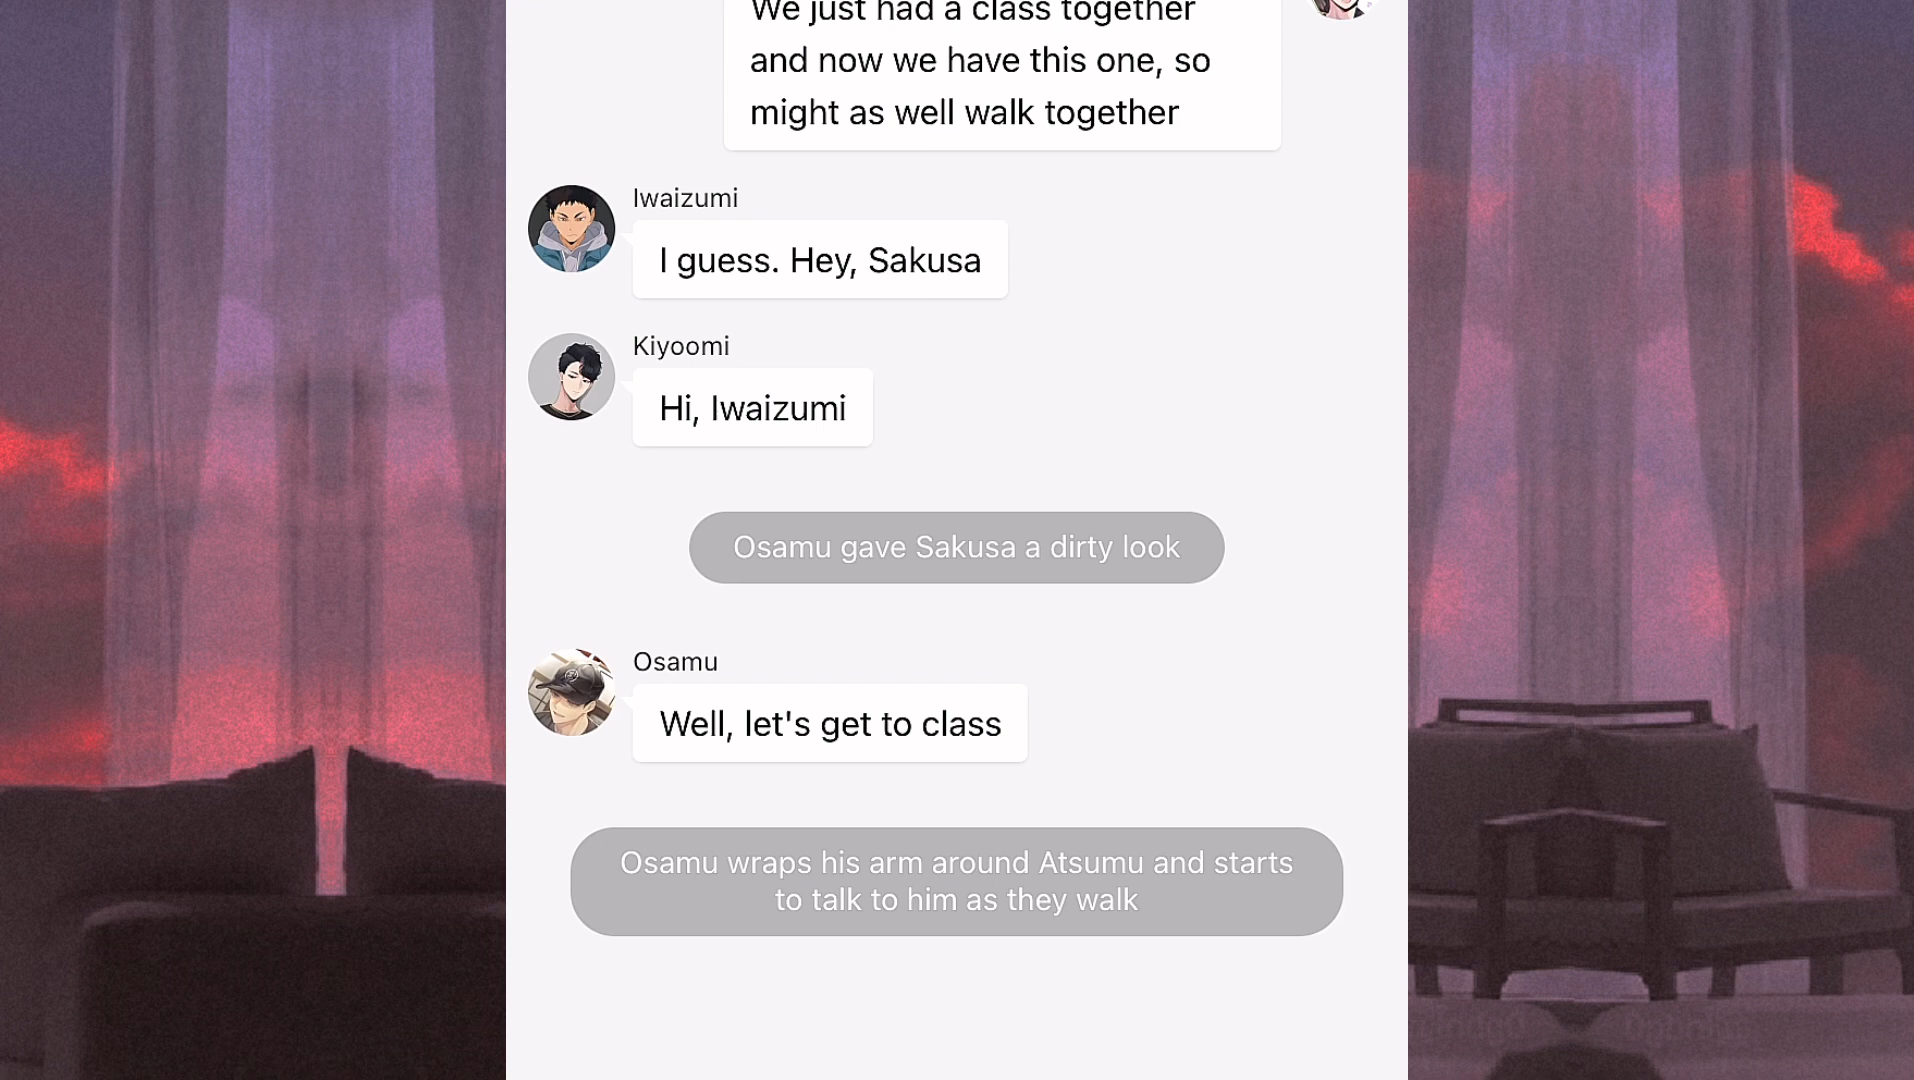 We just had a class together
and now we have this one, so
might as well walk together
Iwaizumi
I guess. Hey, Sakusa
Kiyoomi
Hi, Iwaizumi
Osamu gave Sakusa a dirty look
Osamu
Well, let's get to class
Osamu wraps his arm around Atsumu and starts
to talk to him as they walk